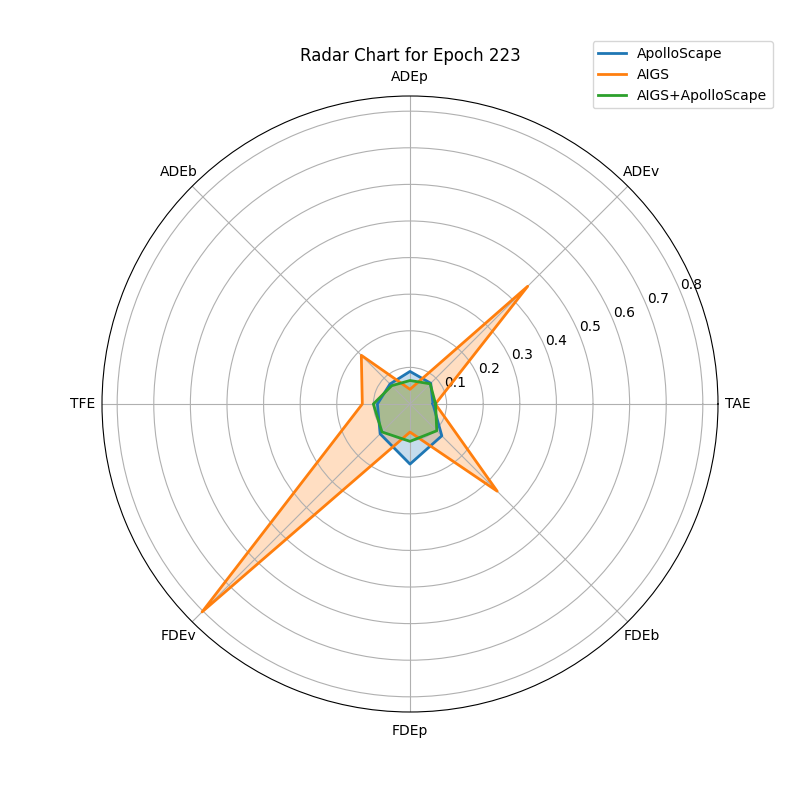 Radar Chart for Epoch 223
ApolloScape
AIGS
AIGS+ApolloScape
ADEp
ADEb
ADEv
0.8
0.7
0.6
0.5
0.4
0.3
0.2
0.1
TFE
TAE
FDEv
FDEb
FDEp